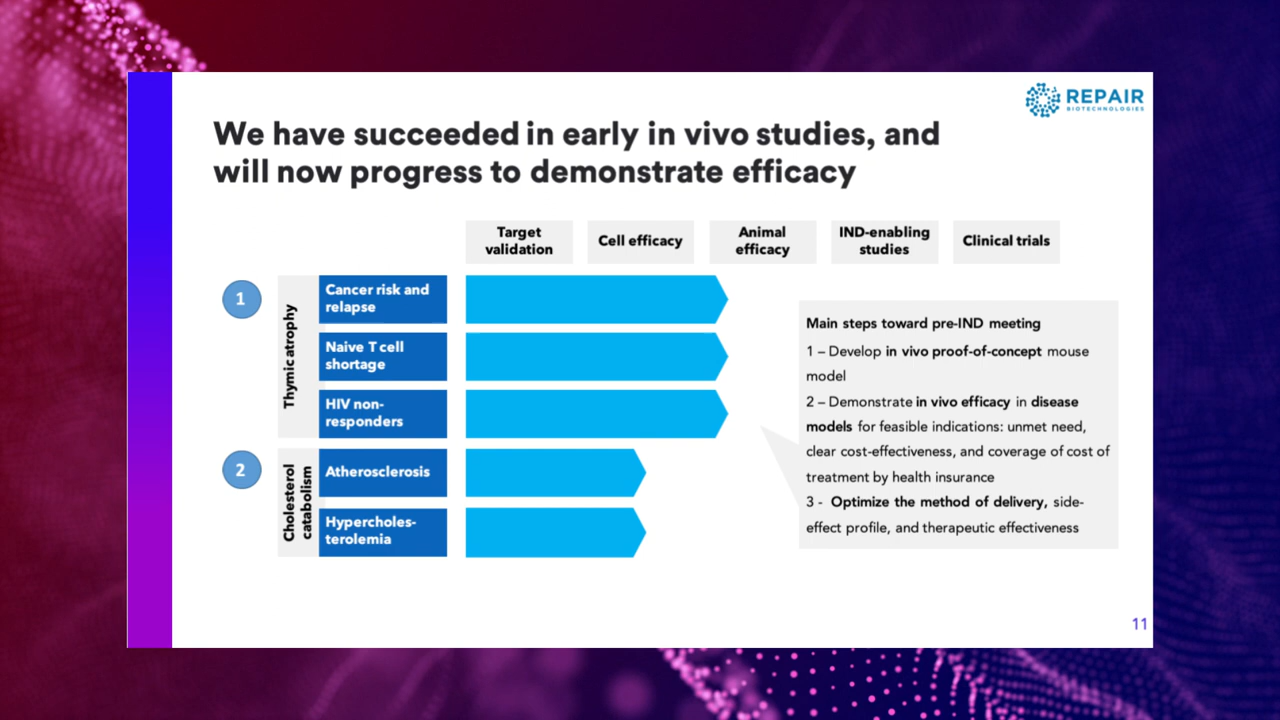 REPAIR
BIOTECHNOLOGIES
We have succeeded in early in vivo studies, and
will now progress to demonstrate efficacy
Target
validation
Cell efficacy
Animal
efficacy
IND-enabling
studies
Clinical trials
1
Thymic atrophy
Cancer risk and
relapse
Naive T cell
shortage
HIV non-
responders
2
Cholesterol
catabolism
Atherosclerosis
Hypercholes-
terolemia
Main steps toward pre-IND meeting
1 – Develop in vivo proof-of-concept mouse
model
2 – Demonstrate in vivo efficacy in disease
models for feasible indications: unmet need,
clear cost-effectiveness, and coverage of cost of
treatment by health insurance
3 - Optimize the method of delivery, side-
effect profile, and therapeutic effectiveness
11